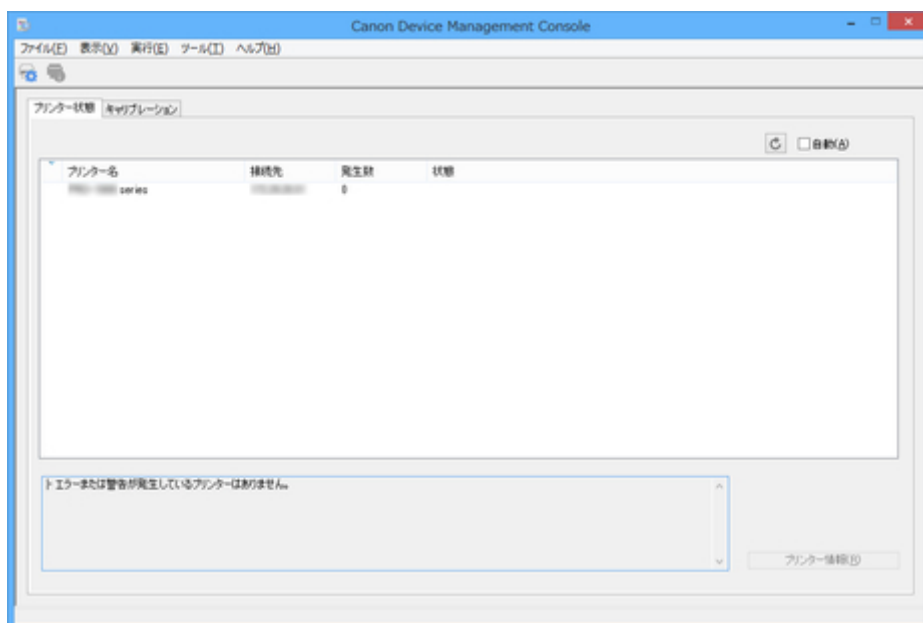 Canon Device Management Console
ファイル(F) 表示(V) 実行(E) ツール(T) ヘルプ(H)
プリンター状態 キャリブレーション
自動(A)
プリンター名 接続先 発生数 状態
series 0
エラーまたは警告が発生しているプリンターはありません。
プリンター情報(R)